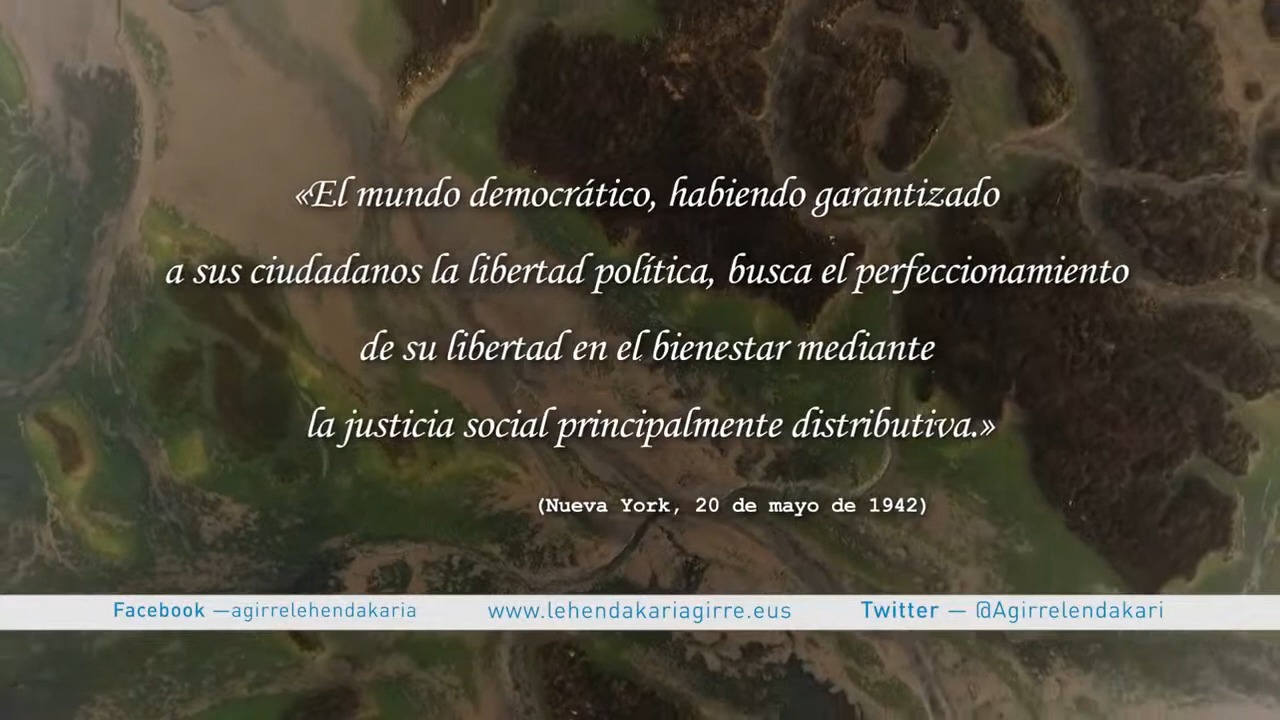 «El mundo democrático, habiendo garantizado
a sus ciudadanos la libertad política, busca el perfeccionamiento
de su libertad en el bienestar mediante
la justicia social principalmente distributiva.»
(Nueva York, 20 de mayo de 1942)
Facebook —agirrelehendakaria www.lehendakariagirre.eus Twitter — @Agirrelendakari